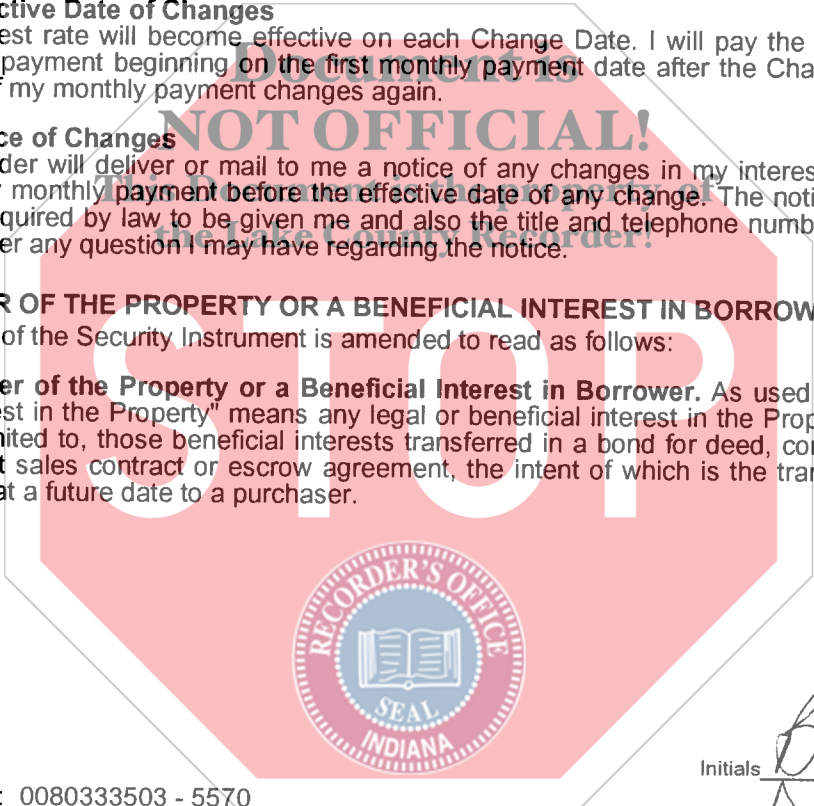 ctive Date of Changes
est rate will become effective on each Change Date. I will pay the
payment beginning on the first monthly payment date after the Cha
f my monthly payment changes again.
Document is
ce of Changes
NOT OFFICIAL!
der will deliver or mail to me a notice of any changes in my interes
monthly payment before the effective date of any change. The noti
This Document is the property of
quired by law to be given me and also the title and telephone numb
er any question I may have regarding the notice.
the Lake County Recorder!
R OF THE PROPERTY OR A BENEFICIAL INTEREST IN BORROW
of the Security Instrument is amended to read as follows:
STOP
er of the Property or a Beneficial Interest in Borrower. As used
est in the Property" means any legal or beneficial interest in the Prop
nited to, those beneficial interests transferred in a bond for deed, co
t sales contract or escrow agreement, the intent of which is the tran
at a future date to a purchaser.
RECORDER'S OFFICE
SEAL
INDIANA
Initials
: 0080333503 - 5570